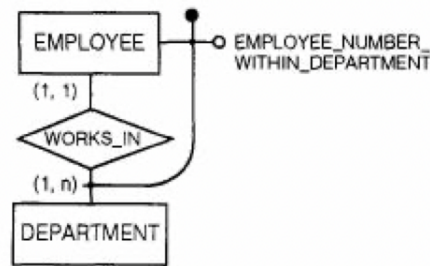 EMPLOYEE
EMPLOYEE_NUMBER_
WITHIN_DEPARTMENT
(1, 1)
WORKS_IN
(1, n)
DEPARTMENT